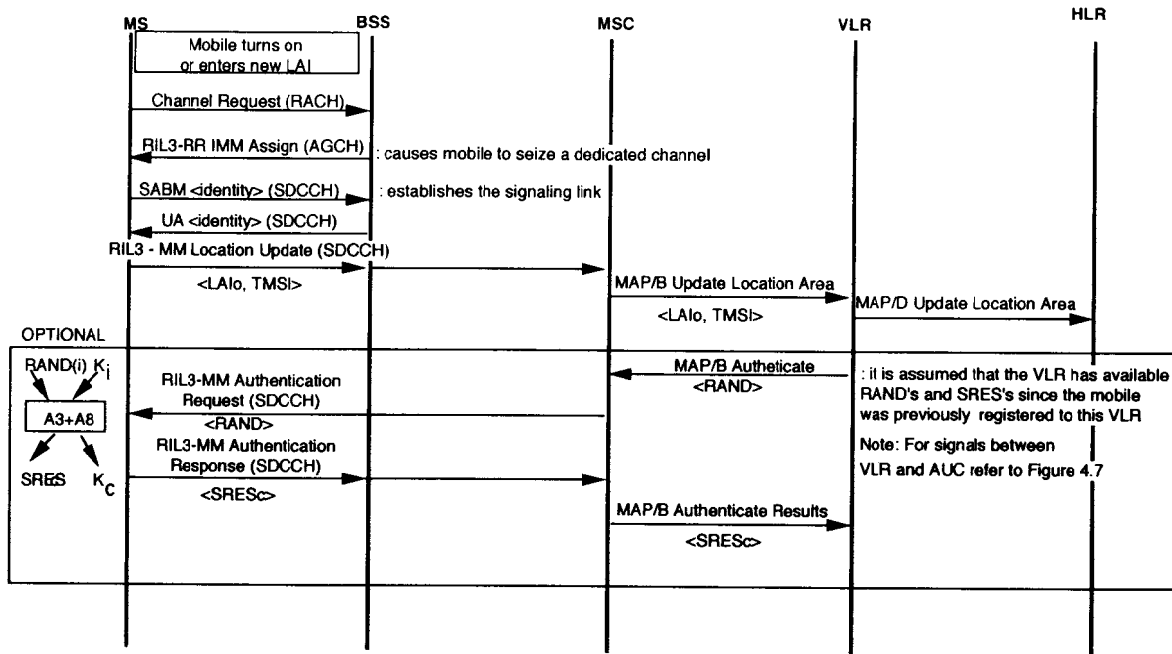 MS
BSS
MSC
VLR
HLR
Mobile turns on
or enters new LAI
Channel Request (RACH)
RIL3-RR IMM Assign (AGCH)
: causes mobile to seize a dedicated channel
SABM <identity> (SDCCH)
: establishes the signaling link
UA <identity> (SDCCH)
RIL3 - MM Location Update (SDCCH)
<LAIo, TMSI>
MAP/B Update Location Area
<LAIo, TMSI>
MAP/D Update Location Area
OPTIONAL
RAND(i) Ki
A3+A8
Kc
RIL3-MM Authentication
Request (SDCCH)
<RAND>
MAP/B Autheticate
<RAND>
: it is assumed that the VLR has available
RAND's and SRES's since the mobile
was previously registered to this VLR
Note: For signals between
VLR and AUC refer to Figure 4.7
RIL3-MM Authentication
Response (SDCCH)
<SRESc>
MAP/B Authenticate Results
<SRESc>